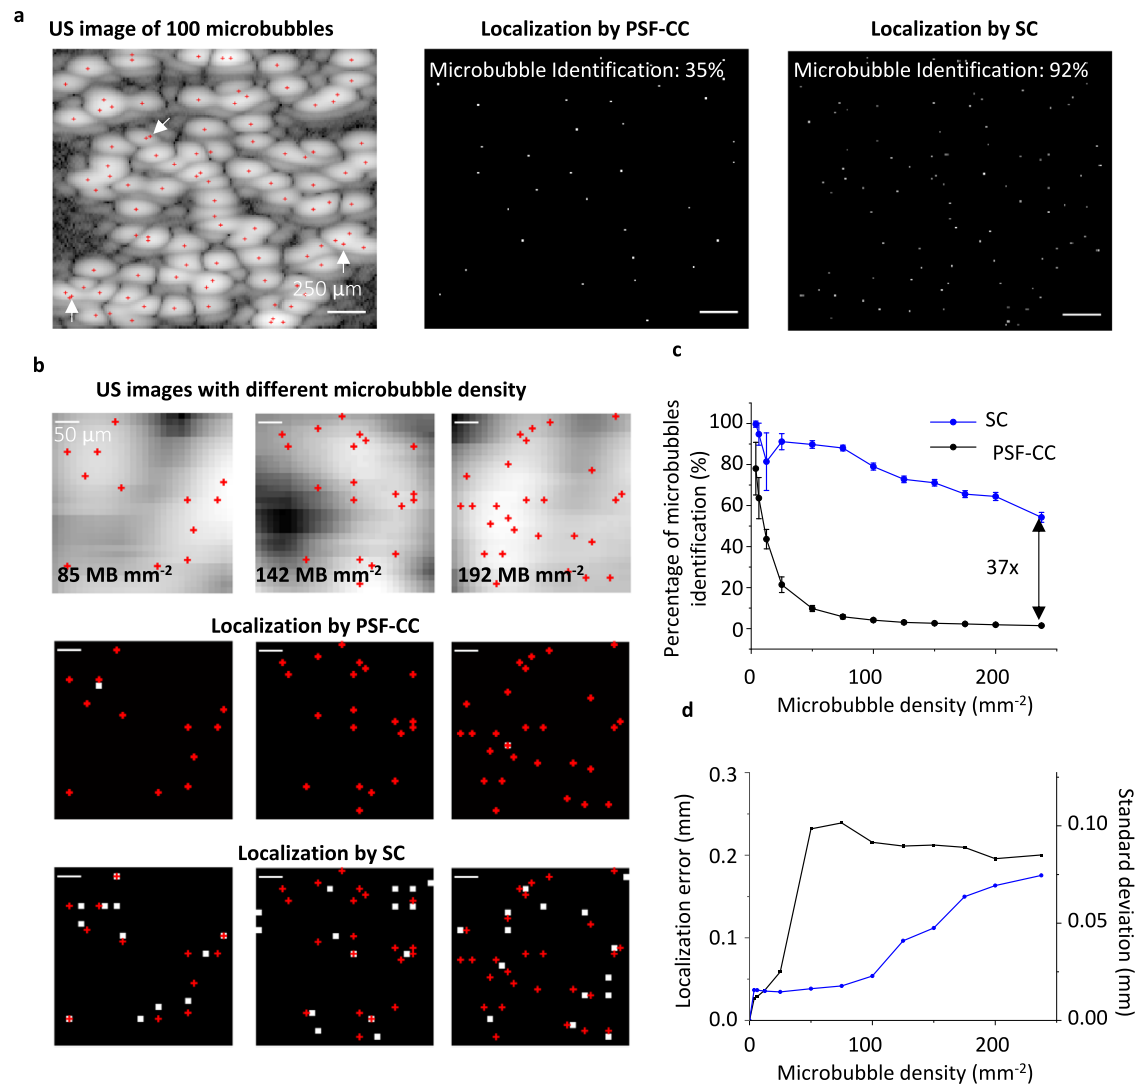 a
US image of 100 microbubbles
Localization by PSF-CC
Localization by SC
Microbubble Identification: 35%
Microbubble Identification: 92%
250 µm
b
US images with different microbubble density
50 µm
85 MB mm-2
142 MB mm-2
192 MB mm-2
Localization by PSF-CC
Localization by SC
c
Percentage of microbubbles
identification (%)
100
80
60
40
20
0
SC
PSF-CC
37x
0
100
200
Microbubble density (mm-2)
d
Localization error (mm)
0.3
0.2
0.1
0.0
0.10
0.05
0.00
Standard deviation (mm)
0
100
200
Microbubble density (mm-2)